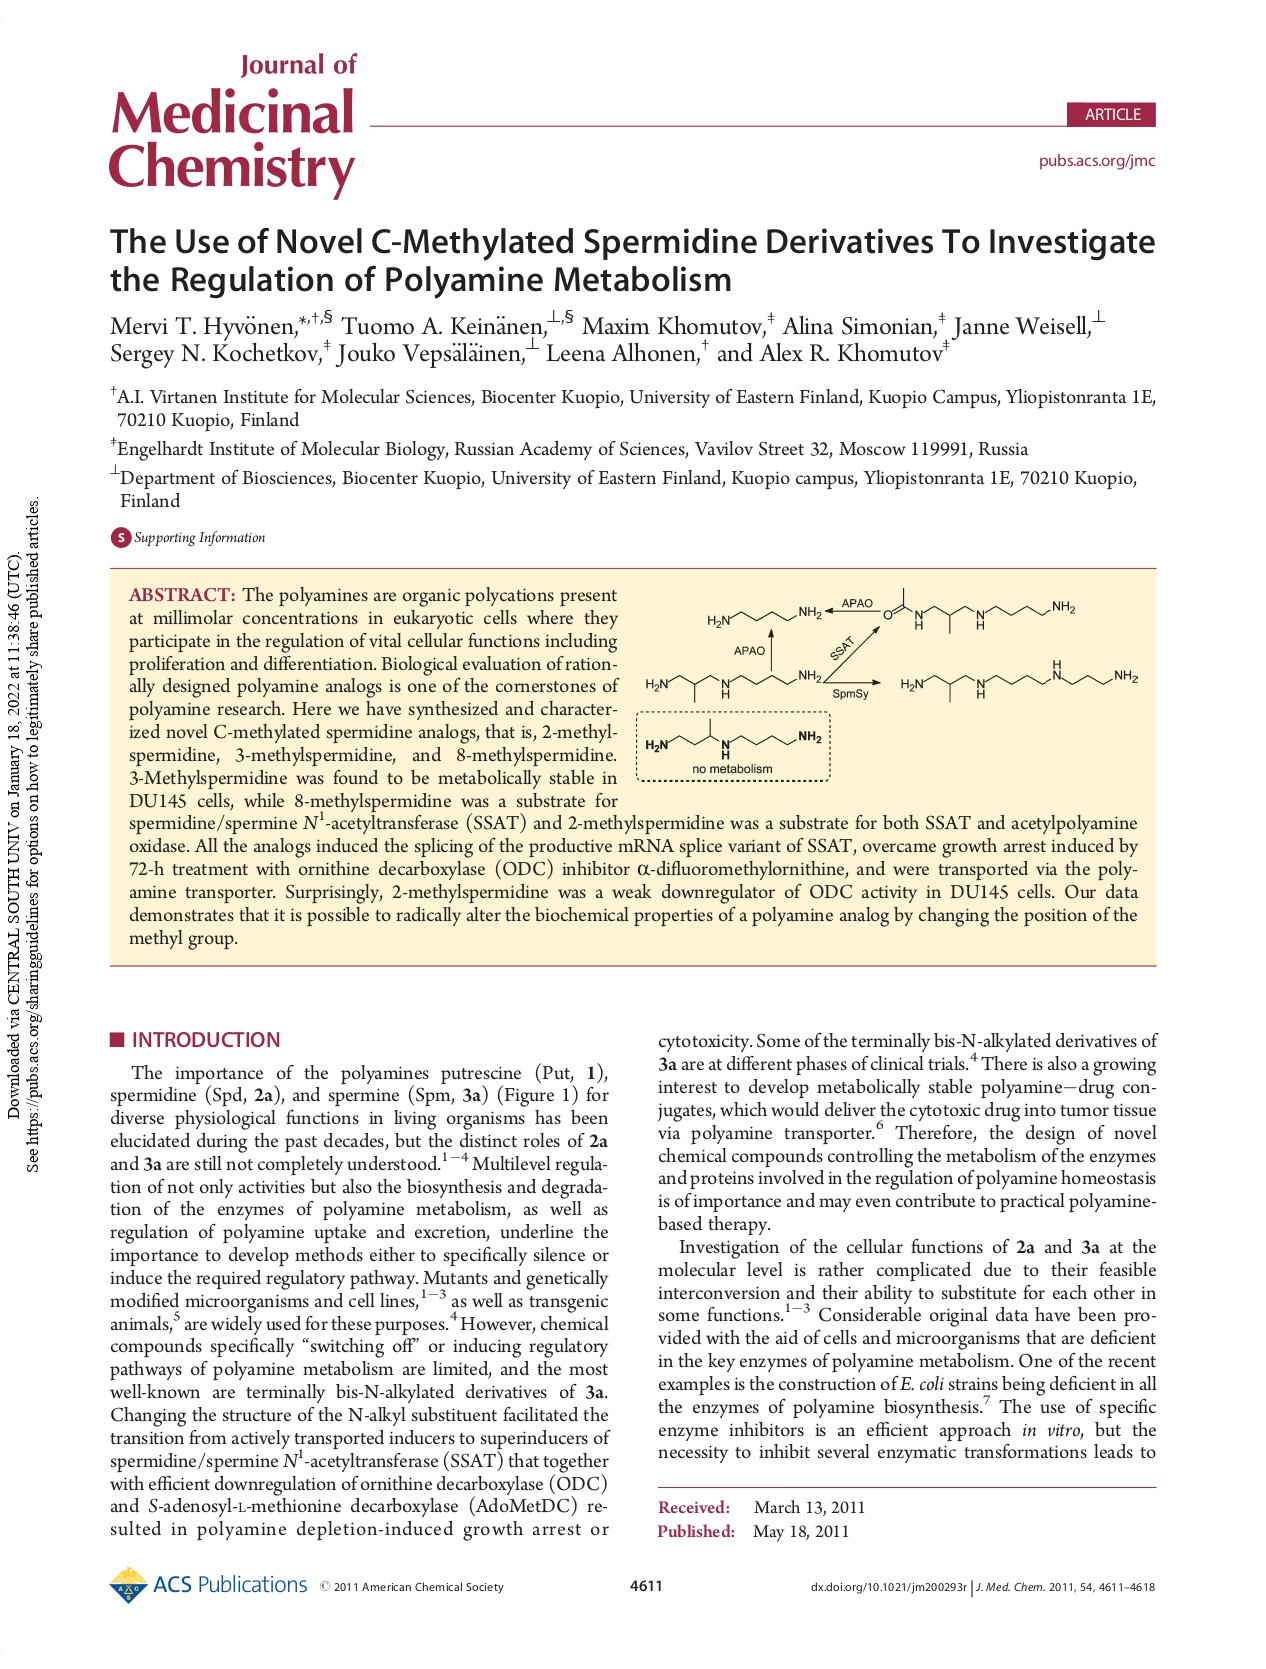 Journal of
Medicinal
Chemistry
ARTICLE
pubs.acs.org/jmc
The Use of Novel C-Methylated Spermidine Derivatives To Investigate
the Regulation of Polyamine Metabolism
Mervi T. Hyvönen,*,†,§ Tuomo A. Keinänen,⊥,§ Maxim Khomutov,‡ Alina Simonian,‡ Janne Weisell,⊥
Sergey N. Kochetkov,‡ Jouko Vepsäläinen,⊥ Leena Alhonen,† and Alex R. Khomutov‡
†A.I. Virtanen Institute for Molecular Sciences, Biocenter Kuopio, University of Eastern Finland, Kuopio Campus, Yliopistonranta 1E,
70210 Kuopio, Finland
‡Engelhardt Institute of Molecular Biology, Russian Academy of Sciences, Vavilov Street 32, Moscow 119991, Russia
⊥Department of Biosciences, Biocenter Kuopio, University of Eastern Finland, Kuopio campus, Yliopistonranta 1E, 70210 Kuopio,
Finland
S Supporting Information
ABSTRACT: The polyamines are organic polycations present
at millimolar concentrations in eukaryotic cells where they
participate in the regulation of vital cellular functions including
proliferation and differentiation. Biological evaluation of ration-
ally designed polyamine analogs is one of the cornerstones of
polyamine research. Here we have synthesized and character-
ized novel C-methylated spermidine analogs, that is, 2-methyl-
spermidine, 3-methylspermidine, and 8-methylspermidine.
3-Methylspermidine was found to be metabolically stable in
DU145 cells, while 8-methylspermidine was a substrate for
spermidine/spermine N1-acetyltransferase (SSAT) and 2-methylspermidine was a substrate for both SSAT and acetylpolyamine
oxidase. All the analogs induced the splicing of the productive mRNA splice variant of SSAT, overcame growth arrest induced by
72-h treatment with ornithine decarboxylase (ODC) inhibitor α-difluoromethylornithine, and were transported via the poly-
amine transporter. Surprisingly, 2-methylspermidine was a weak downregulator of ODC activity in DU145 cells. Our data
demonstrates that it is possible to radically alter the biochemical properties of a polyamine analog by changing the position of the
methyl group.
H2N NH2 APAO O N H N H NH2
APAO SSAT
H2N N H NH2 SpmSy H2N N H H N NH2
H2N N H NH2
no metabolism
INTRODUCTION
The importance of the polyamines putrescine (Put, 1),
spermidine (Spd, 2a), and spermine (Spm, 3a) (Figure 1) for
diverse physiological functions in living organisms has been
elucidated during the past decades, but the distinct roles of 2a
and 3a are still not completely understood.1−4 Multilevel regula-
tion of not only activities but also the biosynthesis and degrada-
tion of the enzymes of polyamine metabolism, as well as
regulation of polyamine uptake and excretion, underline the
importance to develop methods either to specifically silence or
induce the required regulatory pathway. Mutants and genetically
modified microorganisms and cell lines,1−3 as well as transgenic
animals,5 are widely used for these purposes.4 However, chemical
compounds specifically “switching off” or inducing regulatory
pathways of polyamine metabolism are limited, and the most
well-known are terminally bis-N-alkylated derivatives of 3a.
Changing the structure of the N-alkyl substituent facilitated the
transition from actively transported inducers to superinducers of
spermidine/spermine N1-acetyltransferase (SSAT) that together
with efficient downregulation of ornithine decarboxylase (ODC)
and S-adenosyl-L-methionine decarboxylase (AdoMetDC) re-
sulted in polyamine depletion-induced growth arrest or
cytotoxicity. Some of the terminally bis-N-alkylated derivatives of
3a are at different phases of clinical trials.4 There is also a growing
interest to develop metabolically stable polyamine−drug con-
jugates, which would deliver the cytotoxic drug into tumor tissue
via polyamine transporter.6 Therefore, the design of novel
chemical compounds controlling the metabolism of the enzymes
and proteins involved in the regulation of polyamine homeostasis
is of importance and may even contribute to practical polyamine-
based therapy.
Investigation of the cellular functions of 2a and 3a at the
molecular level is rather complicated due to their feasible
interconversion and their ability to substitute for each other in
some functions.1−3 Considerable original data have been pro-
vided with the aid of cells and microorganisms that are deficient
in the key enzymes of polyamine metabolism. One of the recent
examples is the construction of E. coli strains being deficient in all
the enzymes of polyamine biosynthesis.7 The use of specific
enzyme inhibitors is an efficient approach in vitro, but the
necessity to inhibit several enzymatic transformations leads to
Received: March 13, 2011
Published: May 18, 2011
ACS Publications © 2011 American Chemical Society
4611
dx.doi.org/10.1021/jm200293r | J. Med. Chem. 2011, 54, 4611–4618
Downloaded via CENTRAL SOUTH UNIV on January 18, 2022 at 11:38:46 (UTC).
See https://pubs.acs.org/sharingguidelines for options on how to legitimately share published articles.